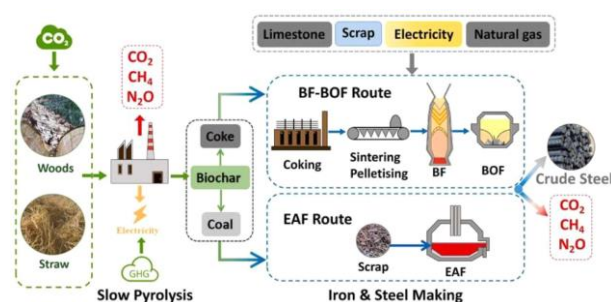 CO₂
Limestone
Scrap
Electricity
Natural gas
CO₂
CH₄
N₂O
BF-BOF Route
Coking
Sintering
Pelletising
BF
BOF
Woods
Straw
Electricity
GHG
Slow Pyrolysis
Coke
Biochar
Coal
EAF Route
Scrap
EAF
Iron & Steel Making
Crude Steel
CO₂
CH₄
N₂O